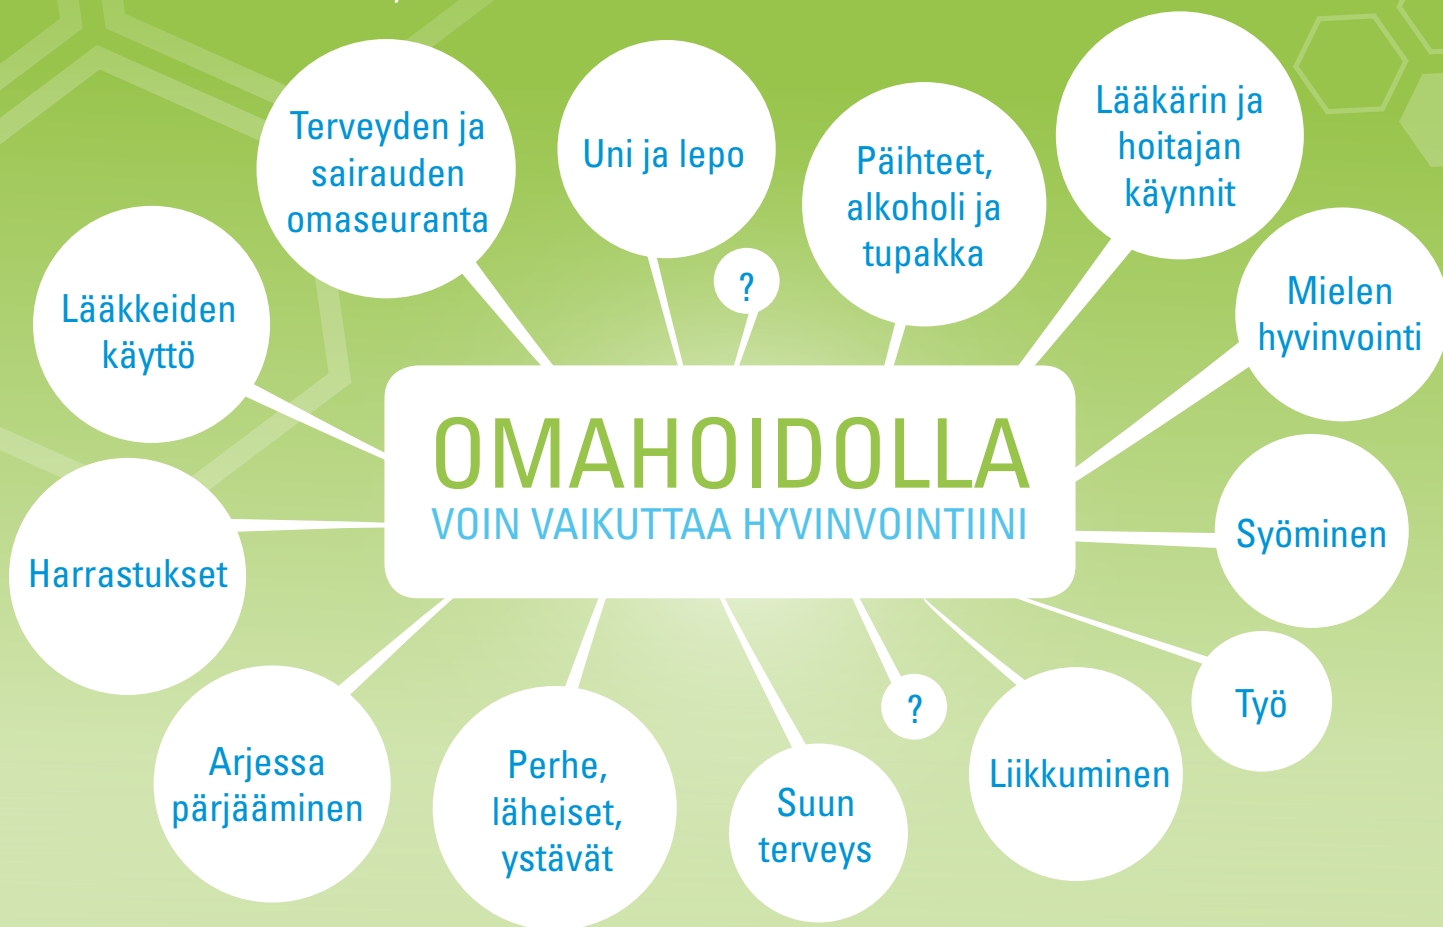 Terveyden ja
sairauden
omaseuranta
Uni ja lepo
?
Päihteet,
alkoholi ja
tupakka
Lääkärin ja
hoitajan
käynnit
Mielen
hyvinvointi
Lääkkeiden
käyttö
OMAHOIDOLLA
VOIN VAIKUTTAA HYVINVOINTIINI
Harrastukset
Syöminen
Työ
Arjessa
pärjääminen
Perhe,
läheiset,
ystävät
Suun
terveys
?
Liikkuminen